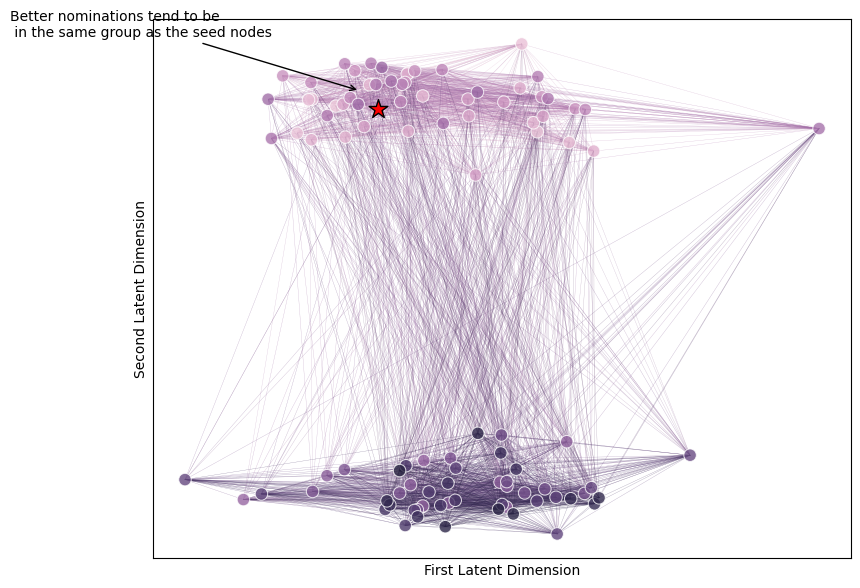 Better nominations tend to be
in the same group as the seed nodes
Second Latent Dimension
First Latent Dimension